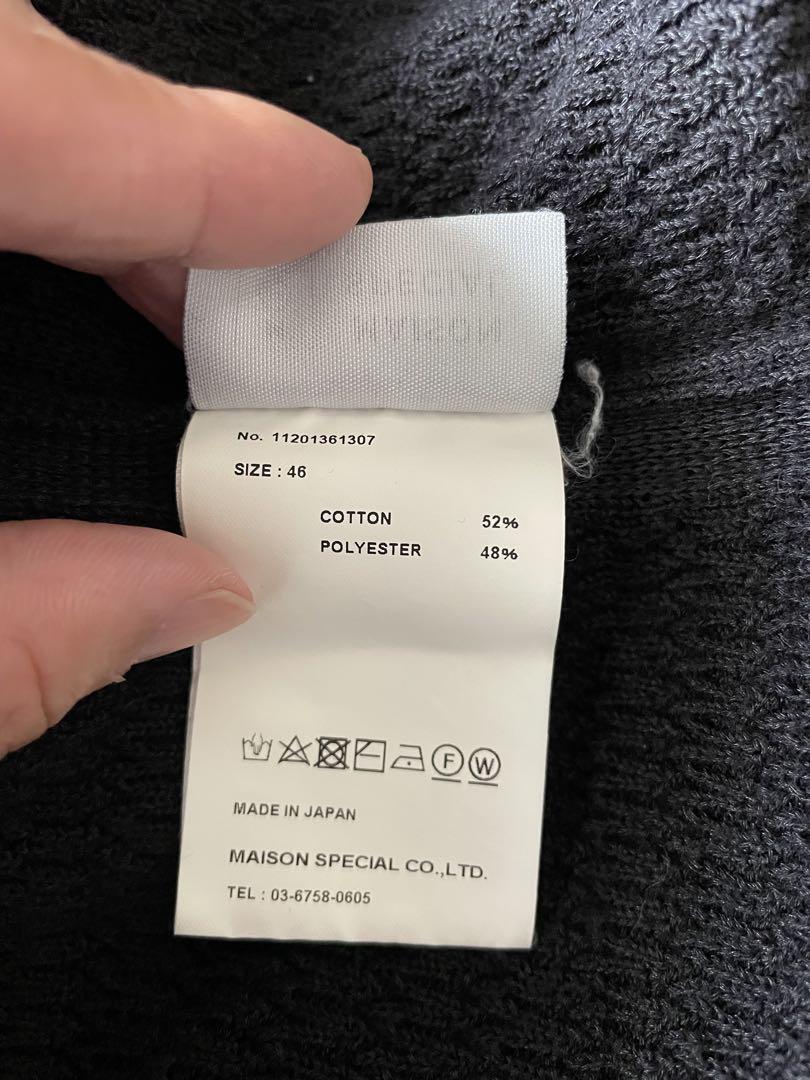 No. 11201361307
SIZE : 46
COTTON 52%
POLYESTER 48%
F W
MADE IN JAPAN
MAISON SPECIAL CO.,LTD.
TEL : 03-6758-0605